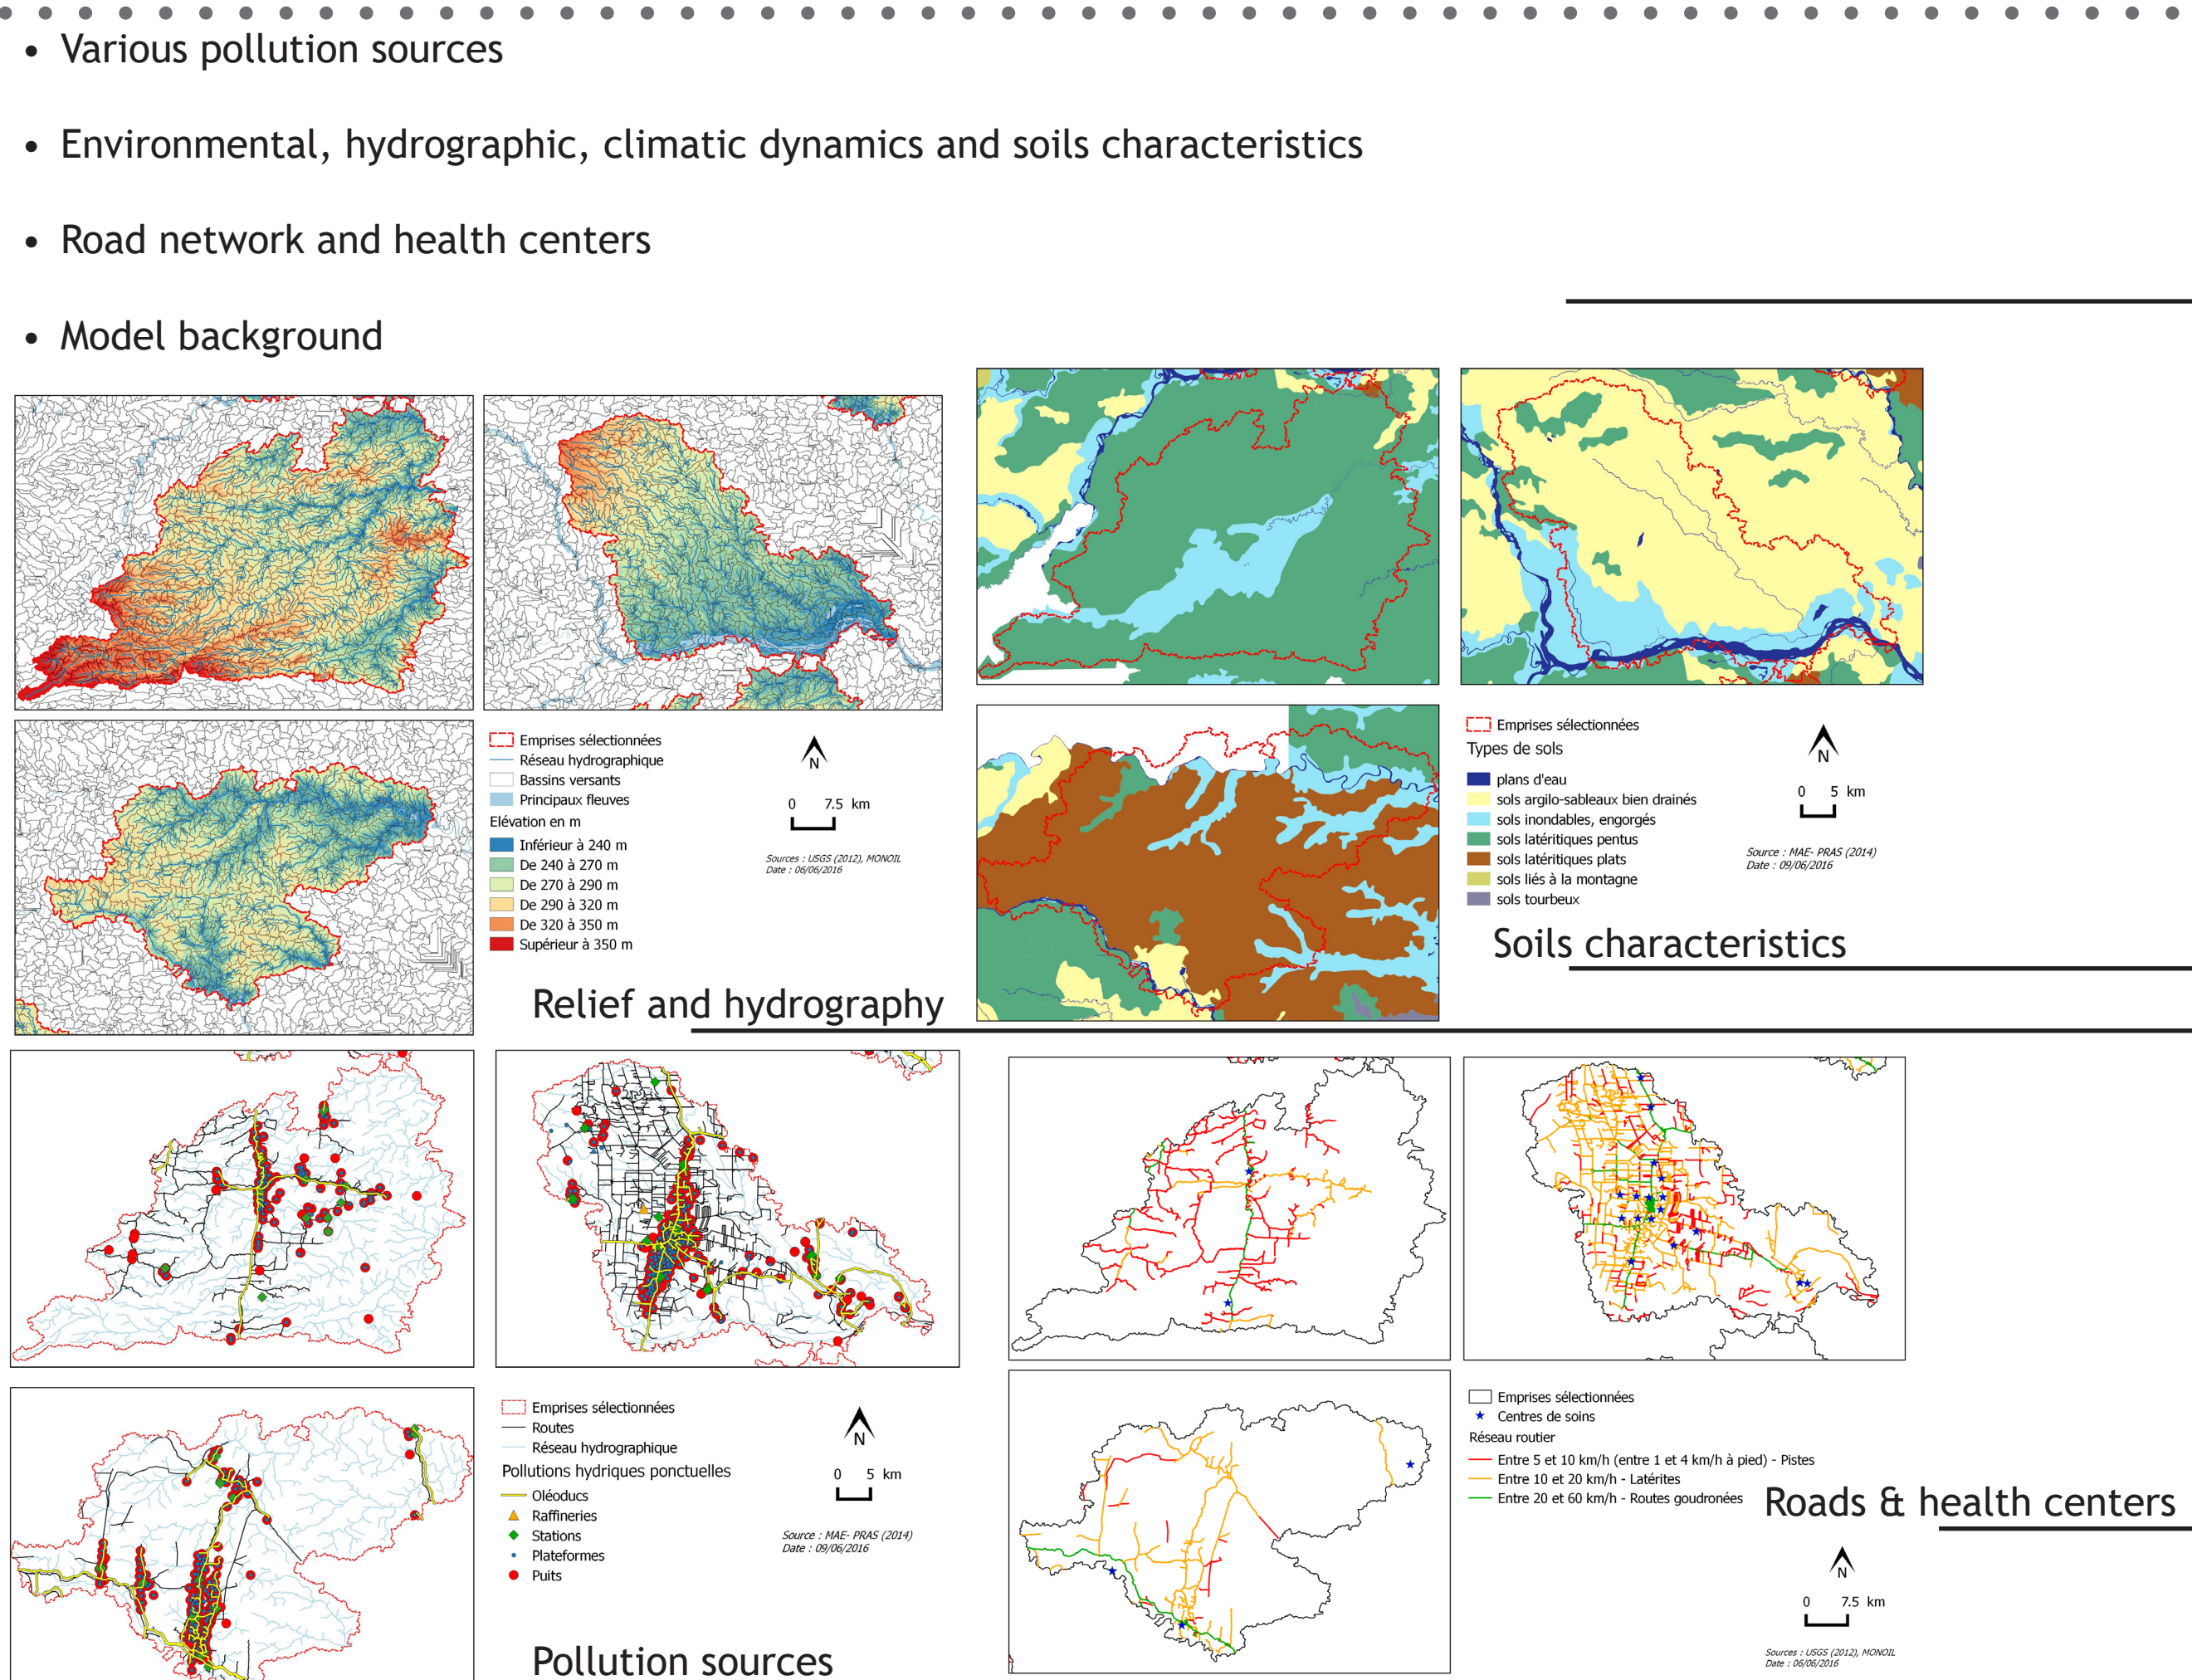 • Various pollution sources
• Environmental, hydrographic, climatic dynamics and soils characteristics
• Road network and health centers
• Model background
Emprises sélectionnées
Réseau hydrographique
Bassins versants
Principaux fleuves
Elévation en m
Inférieur à 240 m
De 240 à 270 m
De 270 à 290 m
De 290 à 320 m
De 320 à 350 m
Supérieur à 350 m
N
0 7.5 km
Sources : USGS (2012), MONOIL
Date : 06/06/2016
Relief and hydrography
Emprises sélectionnées
Types de sols
plans d'eau
sols argilo-sableaux bien drainés
sols inondables, engorgés
sols latéritiques pentus
sols latéritiques plats
sols liés à la montagne
sols tourbeux
N
0 5 km
Source : MAE- PRAS (2014)
Date : 09/06/2016
Soils characteristics
Emprises sélectionnées
Routes
Réseau hydrographique
Pollutions hydriques ponctuelles
Oléoducs
Raffineries
Stations
Plateformes
Puits
N
0 5 km
Source : MAE- PRAS (2014)
Date : 09/06/2016
Pollution sources
Emprises sélectionnées
Centres de soins
Réseau routier
Entre 5 et 10 km/h (entre 1 et 4 km/h à pied) - Pistes
Entre 10 et 20 km/h - Latérites
Entre 20 et 60 km/h - Routes goudronées
Roads & health centers
N
0 7.5 km
Sources : USGS (2012), MONOIL
Date : 06/06/2016